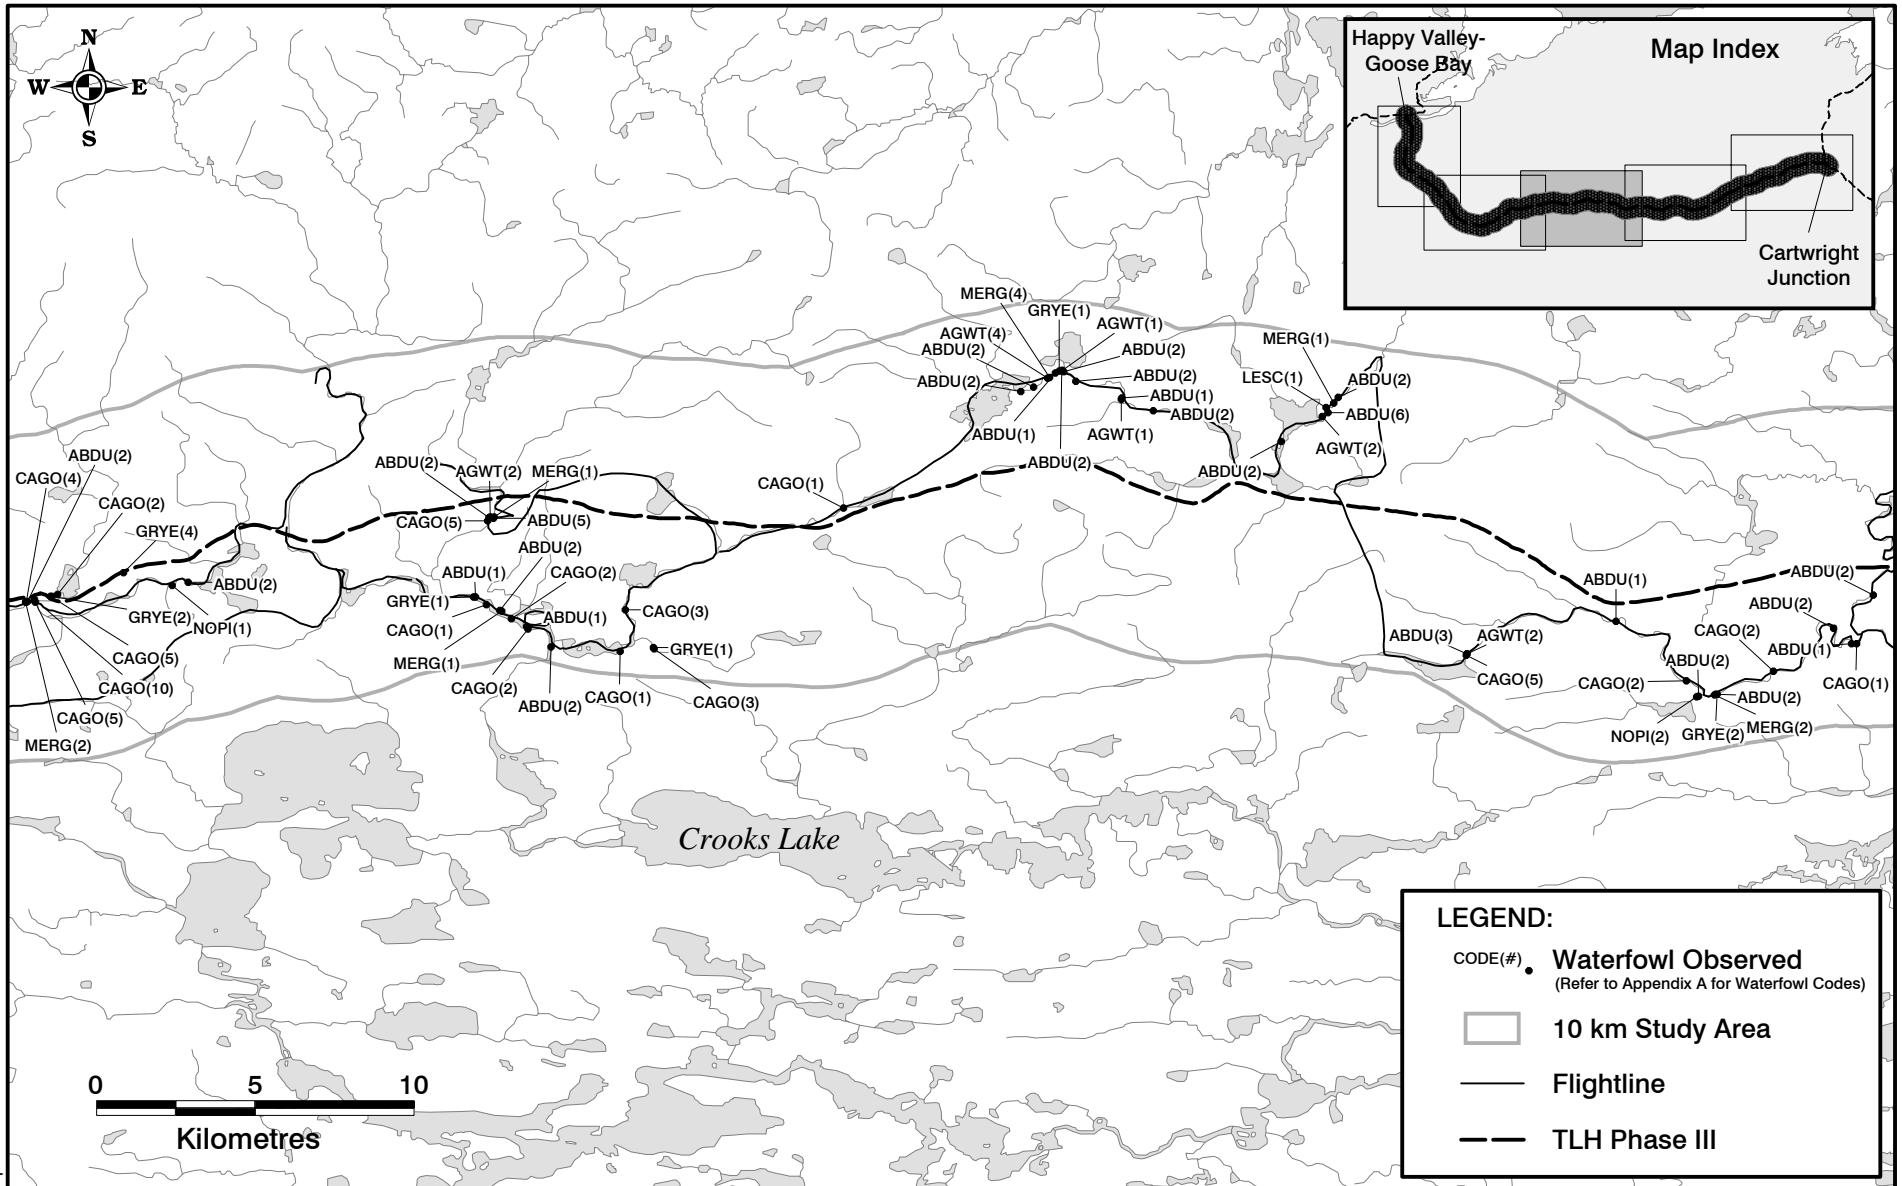 N
W
E
S
Happy Valley-
Goose Bay
Map Index
Cartwright
Junction
MERG(4)
GRYE(1)
AGWT(4)
AGWT(1)
ABDU(2)
ABDU(2)
MERG(1)
ABDU(2)
ABDU(2)
LESC(1)
ABDU(2)
ABDU(1)
ABDU(2)
ABDU(6)
ABDU(1)
AGWT(1)
AGWT(2)
ABDU(2)
ABDU(2)
ABDU(2)
CAGO(4)
CAGO(2)
GRYE(4)
ABDU(2)
AGWT(2)
MERG(1)
CAGO(1)
CAGO(5)
ABDU(5)
ABDU(2)
ABDU(1)
CAGO(2)
ABDU(2)
GRYE(1)
GRYE(2)
NOPI(1)
CAGO(1)
ABDU(1)
CAGO(3)
GRYE(1)
CAGO(5)
MERG(1)
CAGO(10)
CAGO(2)
CAGO(1)
CAGO(3)
ABDU(2)
CAGO(5)
MERG(2)
ABDU(1)
ABDU(2)
ABDU(2)
ABDU(3)
AGWT(2)
CAGO(2)
ABDU(1)
CAGO(5)
ABDU(2)
CAGO(2)
CAGO(1)
ABDU(2)
MERG(2)
NOPI(2)
GRYE(2)
Crooks Lake
0 5 10
Kilometres
LEGEND:
CODE(#)
Waterfowl Observed
(Refer to Appendix A for Waterfowl Codes)
10 km Study Area
Flightline
TLH Phase III